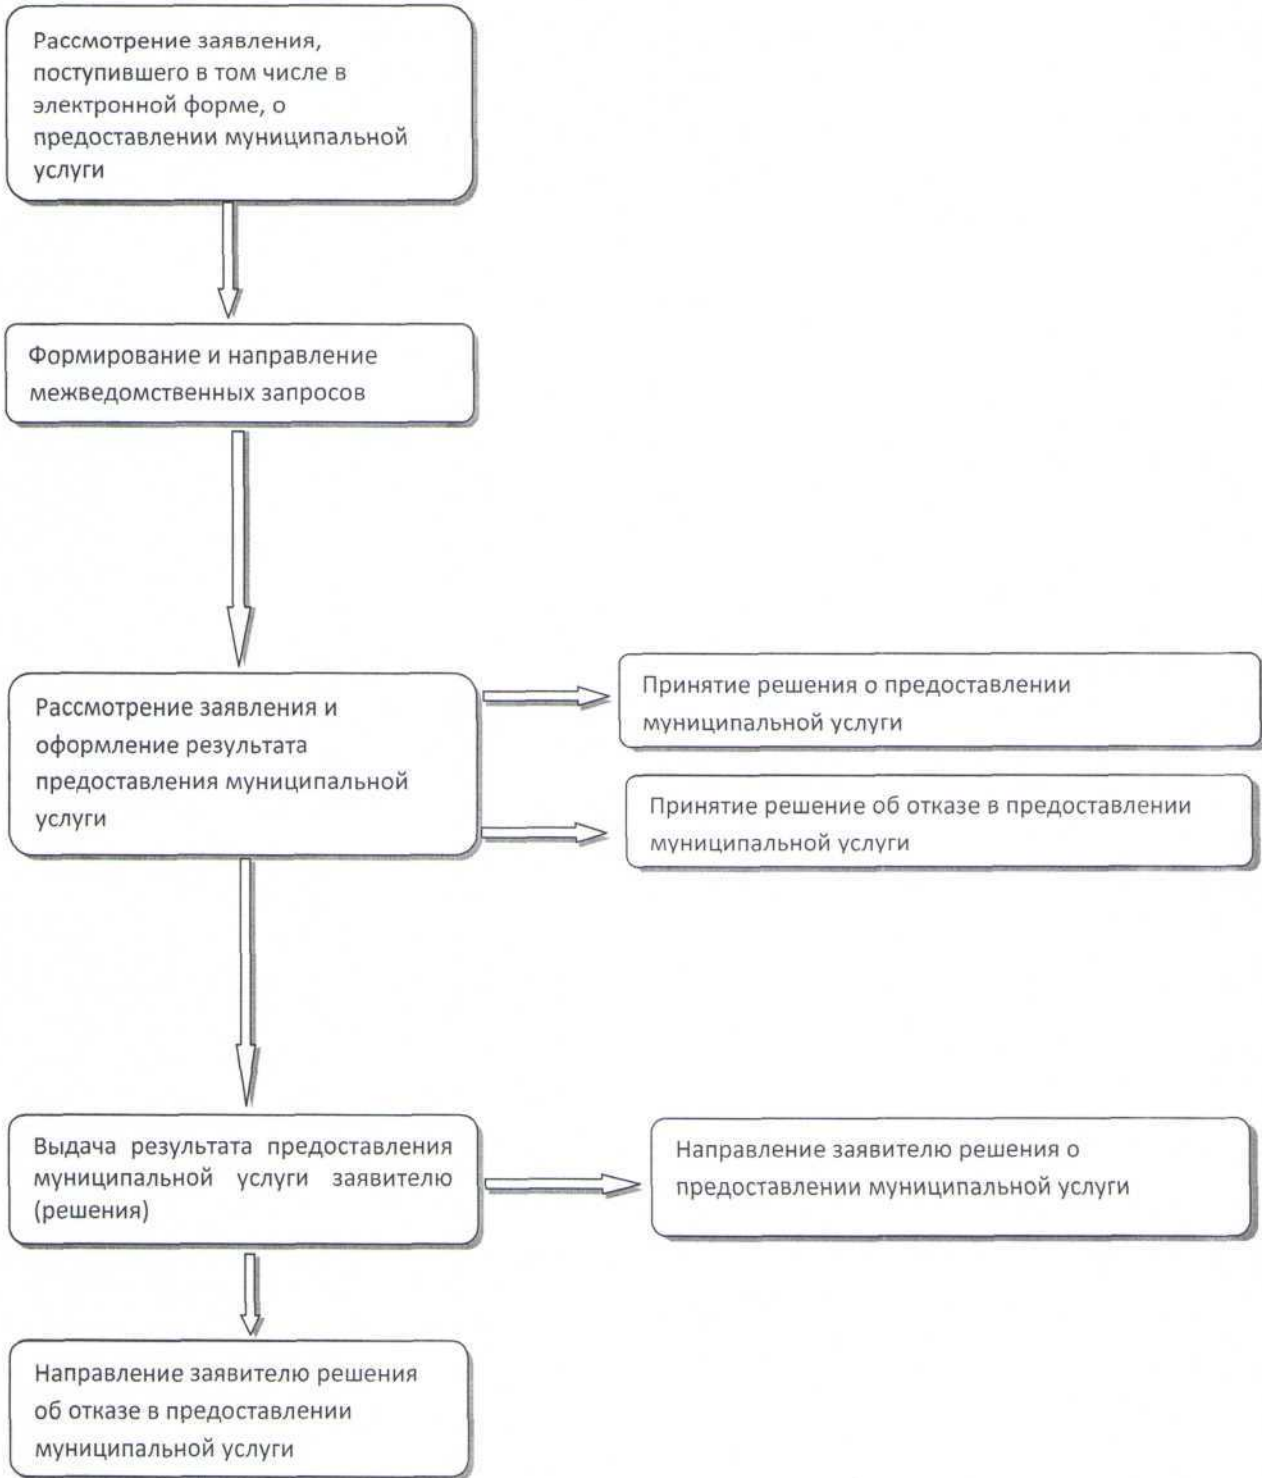 Рассмотрение заявления,
поступившего в том числе в
электронной форме, о
предоставлении муниципальной
услуги
Формирование и направление
межведомственных запросов
Рассмотрение заявления и
оформление результата
предоставления муниципальной
услуги
Принятие решения о предоставлении
муниципальной услуги
Принятие решение об отказе в предоставлении
муниципальной услуги
Выдача результата предоставления
муниципальной услуги заявителю
(решения)
Направление заявителю решения о
предоставлении муниципальной услуги
Направление заявителю решения
об отказе в предоставлении
муниципальной услуги